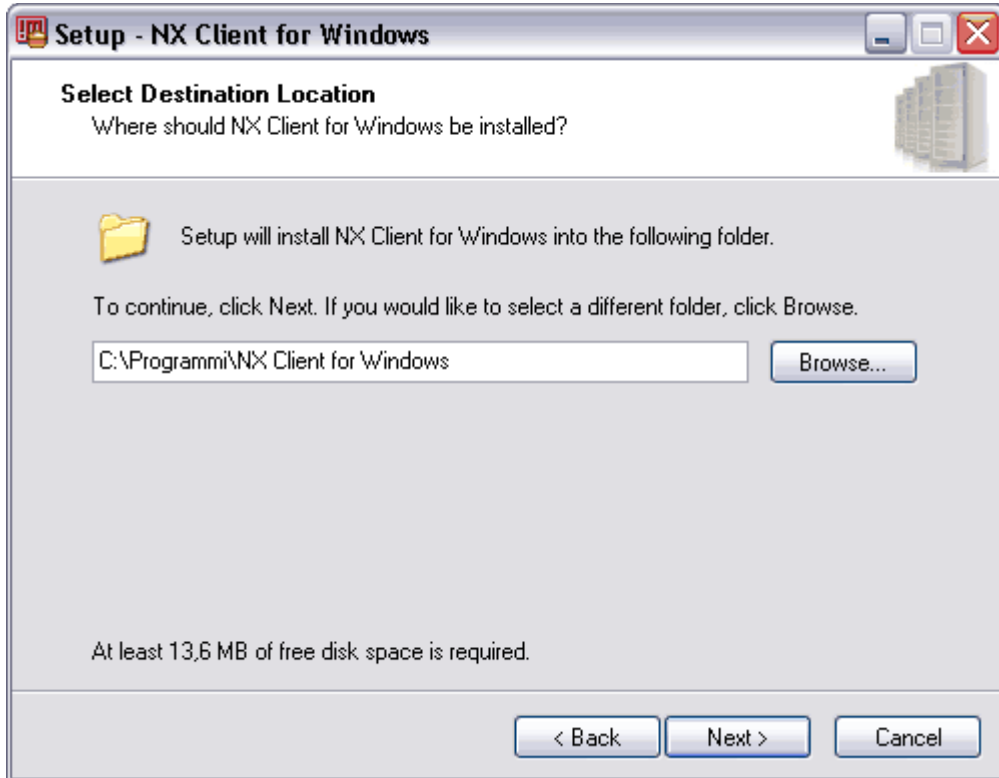 Setup - NX Client for Windows
Select Destination Location
Where should NX Client for Windows be installed?
Setup will install NX Client for Windows into the following folder.
To continue, click Next. If you would like to select a different folder, click Browse.
C:\Programmi\NX Client for Windows
Browse...
At least 13,6 MB of free disk space is required.
< Back
Next >
Cancel